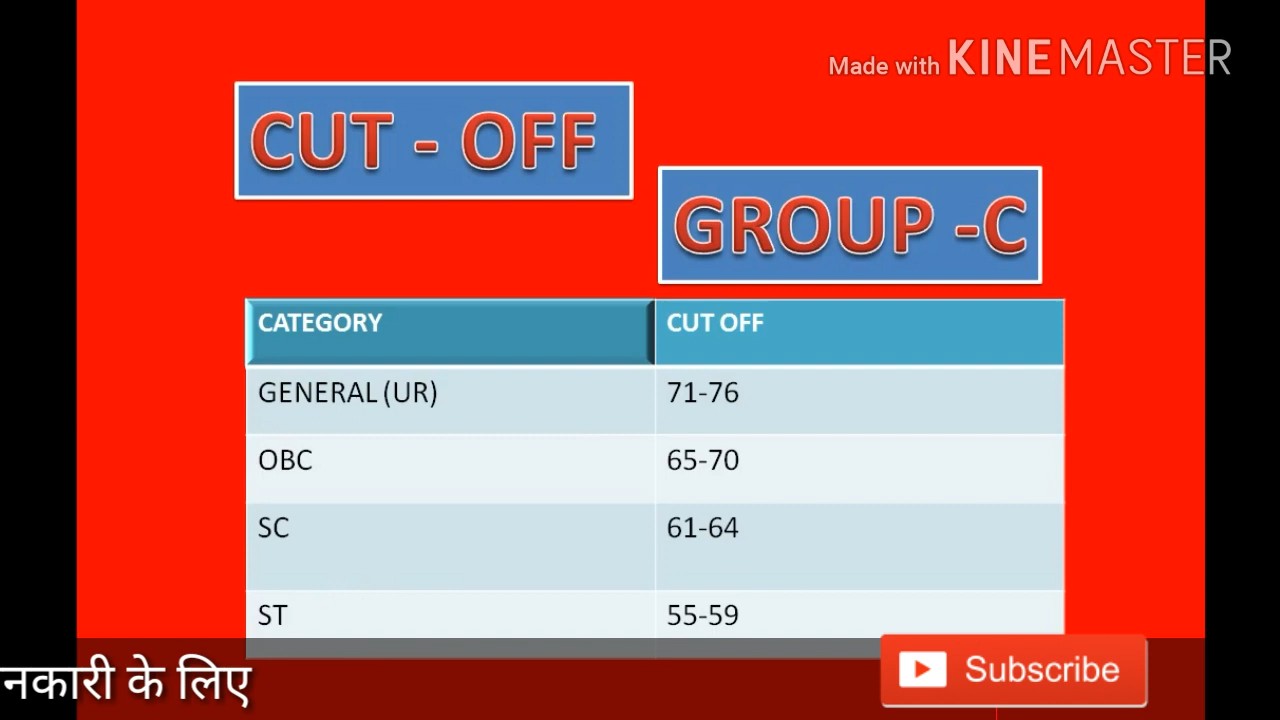 Made with KINEMASTER
CUT - OFF
GROUP -C
CATEGORY CUT OFF
GENERAL (UR) 71-76
OBC 65-70
SC 61-64
ST 55-59
के लिए
Subscribe